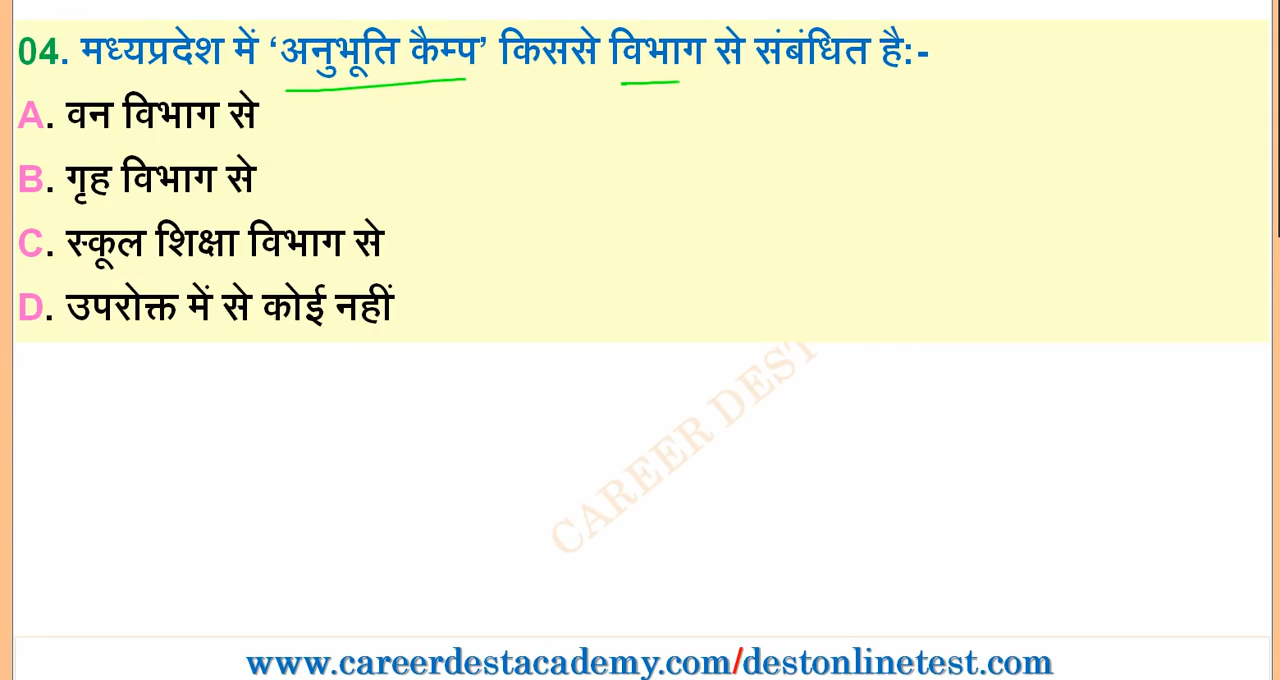 04. मध्यप्रदेश में ‘अनुभूति कैम्प’ किससे विभाग से संबंधित है:-
A. वन विभाग से
B. गृह विभाग से
C. स्कूल शिक्षा विभाग से
D. उपरोक्त में से कोई नहीं
CAREER DEST
www.careerdestacademy.com/destonlinetest.com